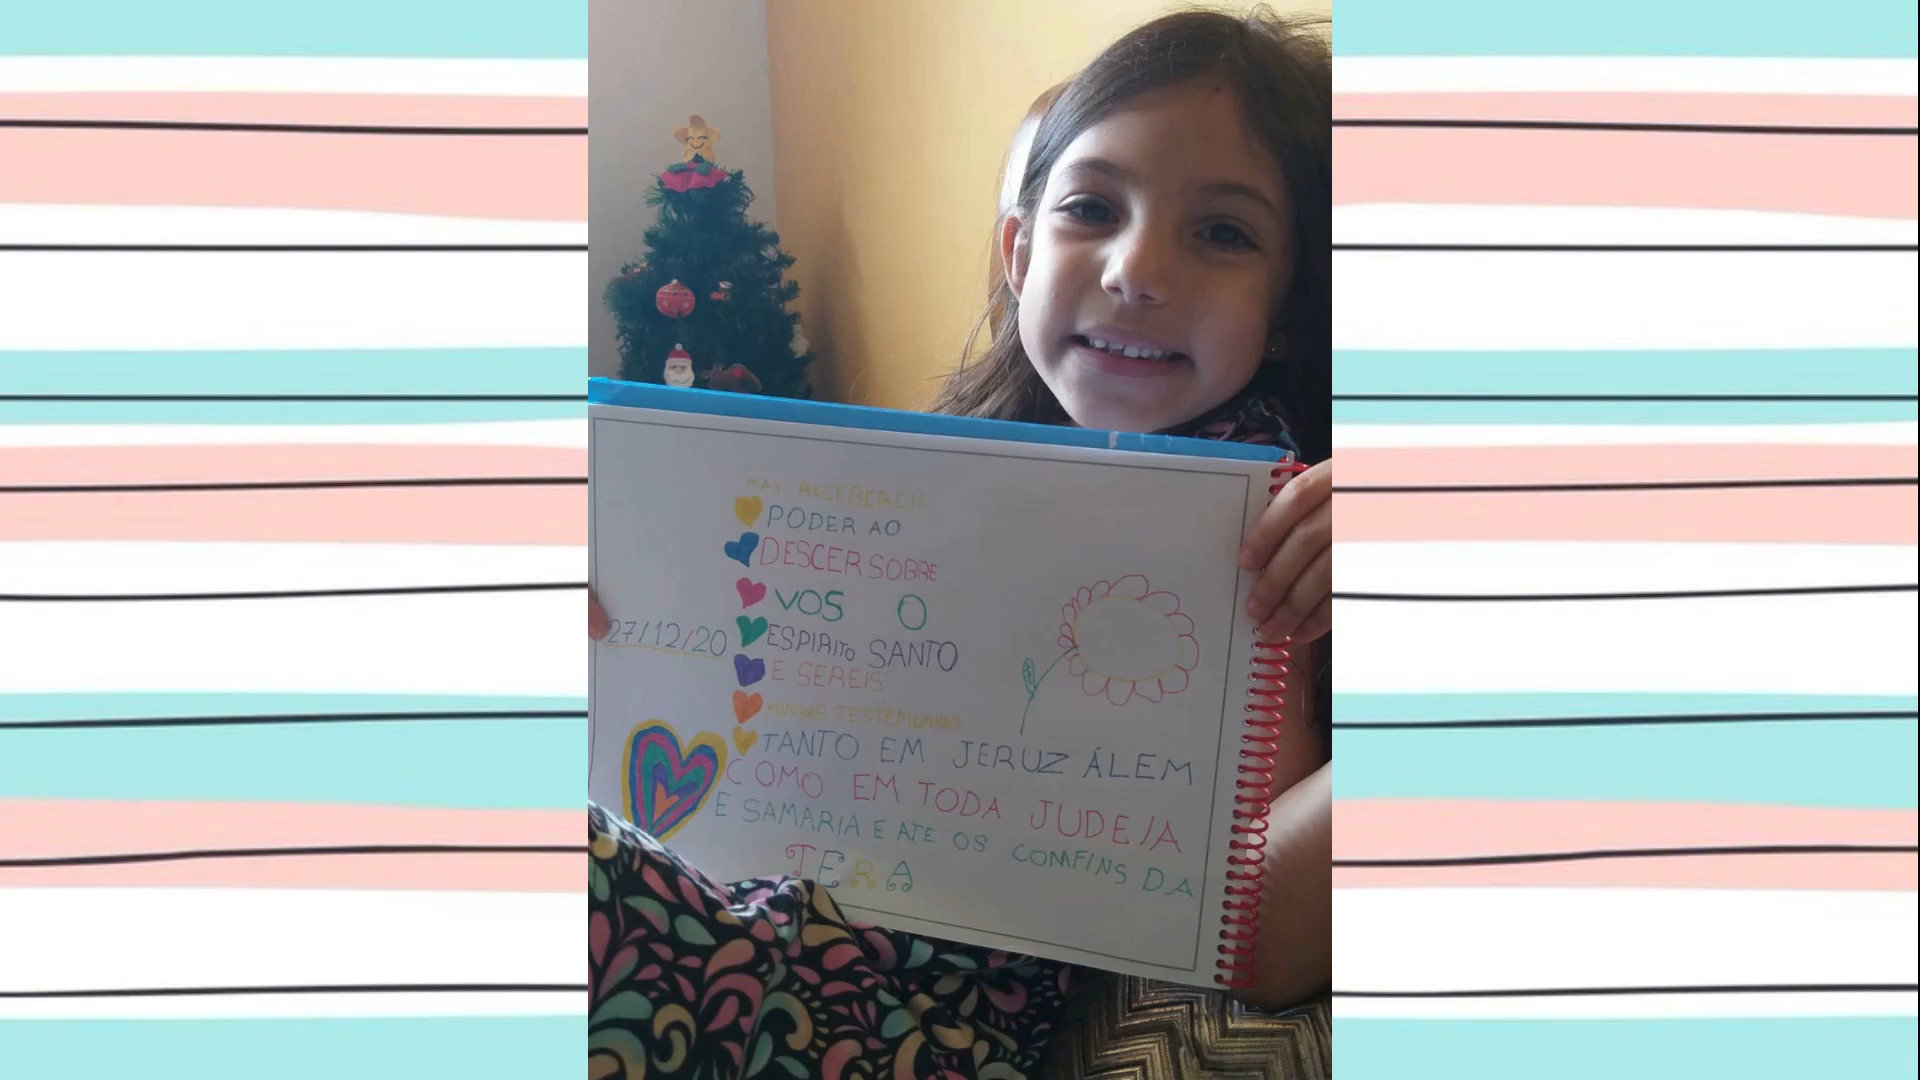 MAS RECEBEREIS
PODER AO
DESCER SOBRE
VOS O
ESPIRITO SANTO
27/12/20
E SEREIS
MINHAS TESTEMUNHAS
TANTO EM JERUZ ÁLEM
COMO EM TODA JUDEIA
E SAMARIA E ATE OS COMFINS DA
TERA